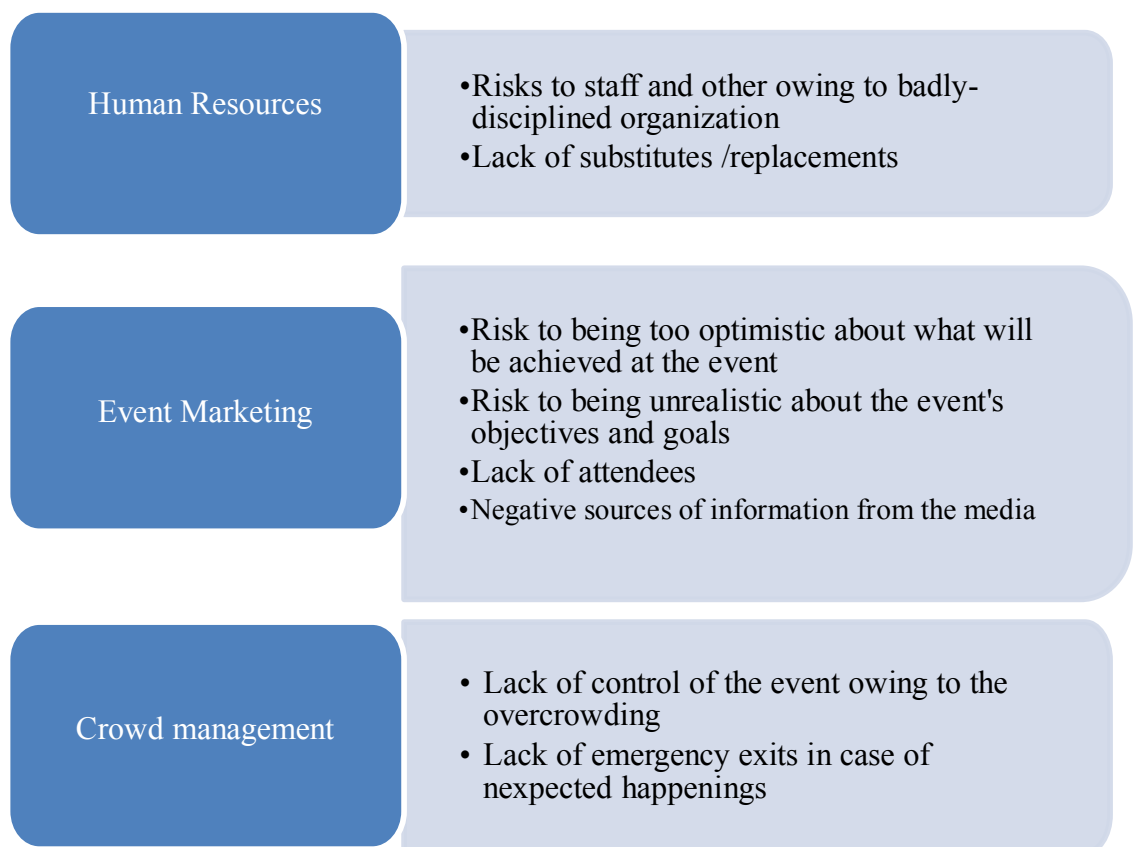 Human Resources
•Risks to staff and other owing to badly-
disciplined organization
•Lack of substitutes /replacements
Event Marketing
•Risk to being too optimistic about what will
be achieved at the event
•Risk to being unrealistic about the event's
objectives and goals
•Lack of attendees
•Negative sources of information from the media
Crowd management
• Lack of control of the event owing to the
overcrowding
• Lack of emergency exits in case of
nexpected happenings